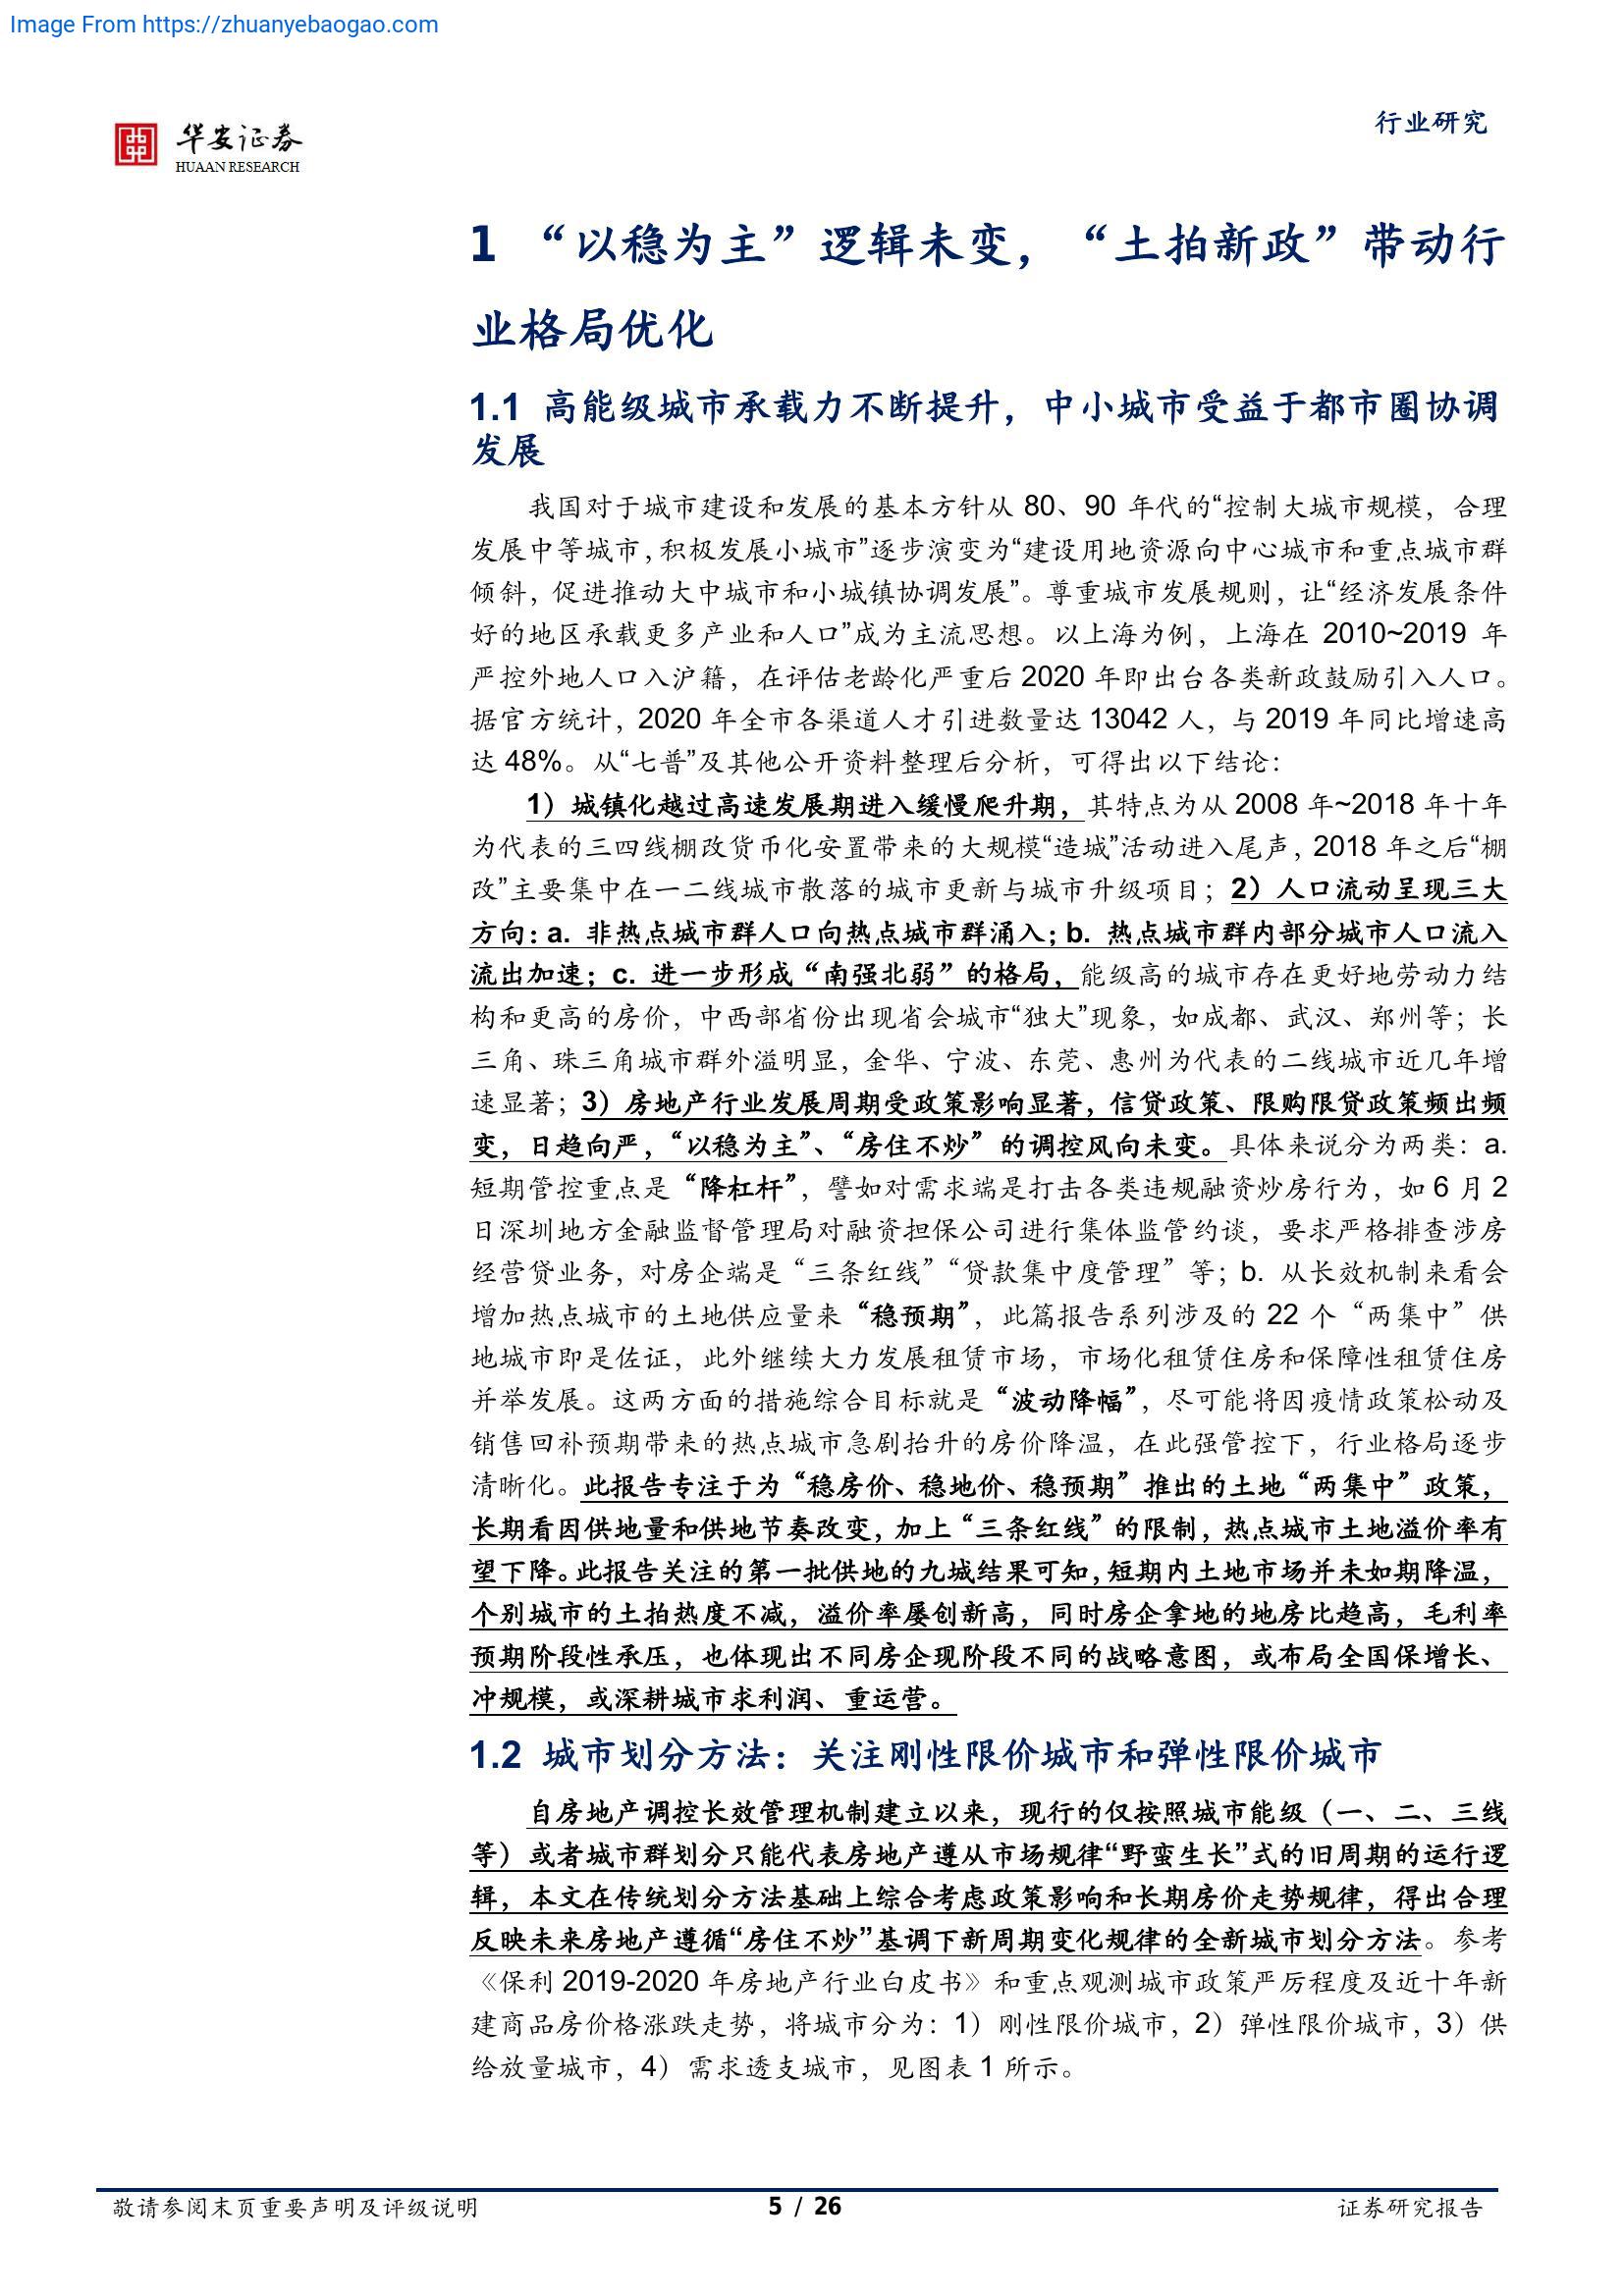 Image From https://zhuanyebaogao.com
华安证券
HUAAN RESEARCH
行业研究
1 “以稳为主”逻辑未变，“土拍新政”带动行
业格局优化
1.1 高能级城市承载力不断提升，中小城市受益于都市圈协调
发展
我国对于城市建设和发展的基本方针从 80、90 年代的“控制大城市规模，合理
发展中等城市，积极发展小城市”逐步演变为“建设用地资源向中心城市和重点城市群
倾斜，促进推动大中城市和小城镇协调发展”。尊重城市发展规则，让“经济发展条件
好的地区承载更多产业和人口”成为主流思想。以上海为例，上海在 2010~2019 年
严控外地人口入沪籍，在评估老龄化严重后 2020 年即出台各类新政鼓励引入人口。
据官方统计，2020 年全市各渠道人才引进数量达 13042 人，与 2019 年同比增速高
达 48%。从“七普”及其他公开资料整理后分析，可得出以下结论：
1）城镇化越过高速发展期进入缓慢爬升期，其特点为从 2008 年~2018 年十年
为代表的三四线棚改货币化安置带来的大规模“造城”活动进入尾声，2018 年之后“棚
改”主要集中在一二线城市散落的城市更新与城市升级项目；2）人口流动呈现三大
方向：a. 非热点城市群人口向热点城市群涌入；b. 热点城市群内部分城市人口流入
流出加速；c. 进一步形成“南强北弱”的格局，能级高的城市存在更好地劳动力结
构和更高的房价，中西部省份出现省会城市“独大”现象，如成都、武汉、郑州等；长
三角、珠三角城市群外溢明显，金华、宁波、东莞、惠州为代表的二线城市近几年增
速显著；3）房地产行业发展周期受政策影响显著，信贷政策、限购限贷政策频出频
变，日趋向严，“以稳为主”、“房住不炒” 的调控风向未变。具体来说分为两类：a.
短期管控重点是“降杠杆”，譬如对需求端是打击各类违规融资炒房行为，如 6 月 2
日深圳地方金融监督管理局对融资担保公司进行集体监管约谈，要求严格排查涉房
经营贷业务，对房企端是“三条红线”“贷款集中度管理”等；b. 从长效机制来看会
增加热点城市的土地供应量来“稳预期”，此篇报告系列涉及的 22 个“两集中”供
地城市即是佐证，此外继续大力发展租赁市场，市场化租赁住房和保障性租赁住房
并举发展。这两方面的措施综合目标就是“波动降幅”，尽可能将因疫情政策松动及
销售回补预期带来的热点城市急剧抬升的房价降温，在此强管控下，行业格局逐步
清晰化。此报告专注于为“稳房价、稳地价、稳预期”推出的土地“两集中”政策，
长期看因供地量和供地节奏改变，加上“三条红线”的限制，热点城市土地溢价率有
望下降。此报告关注的第一批供地的九城结果可知，短期内土地市场并未如期降温，
个别城市的土拍热度不减，溢价率屡创新高，同时房企拿地的地房比趋高，毛利率
预期阶段性承压，也体现出不同房企现阶段不同的战略意图，或布局全国保增长、
冲规模，或深耕城市求利润、重运营。
1.2 城市划分方法：关注刚性限价城市和弹性限价城市
自房地产调控长效管理机制建立以来，现行的仅按照城市能级（一、二、三线
等）或者城市群划分只能代表房地产遵从市场规律“野蛮生长”式的旧周期的运行逻
辑，本文在传统划分方法基础上综合考虑政策影响和长期房价走势规律，得出合理
反映未来房地产遵循“房住不炒”基调下新周期变化规律的全新城市划分方法。参考
《保利 2019-2020 年房地产行业白皮书》和重点观测城市政策严厉程度及近十年新
建商品房价格涨跌走势，将城市分为：1）刚性限价城市，2）弹性限价城市，3）供
给放量城市，4）需求透支城市，见图表 1 所示。
敬请参阅末页重要声明及评级说明
5 / 26
证券研究报告